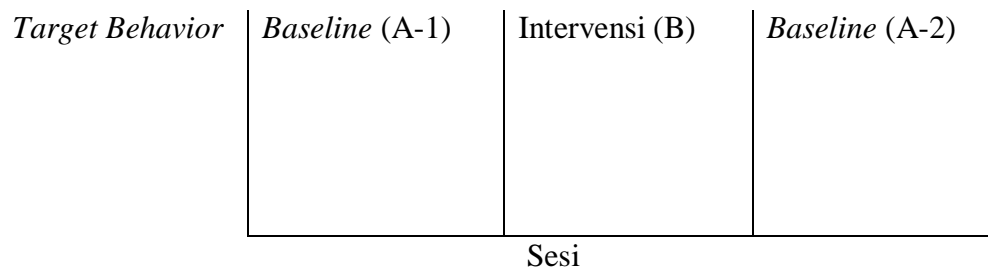 Target Behavior Baseline (A-1) Intervensi (B) Baseline (A-2)
Sesi